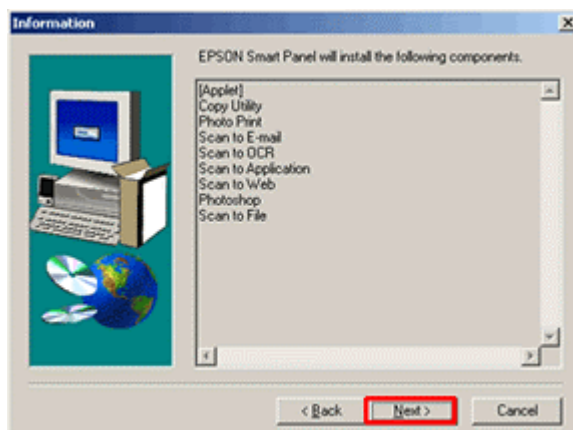 Information
EPSON Smart Panel will install the following components.
[Applet]
Copy Utility
Photo Print
Scan to E-mail
Scan to OCR
Scan to Application
Scan to Web
Photoshop
Scan to File
< Back Next > Cancel